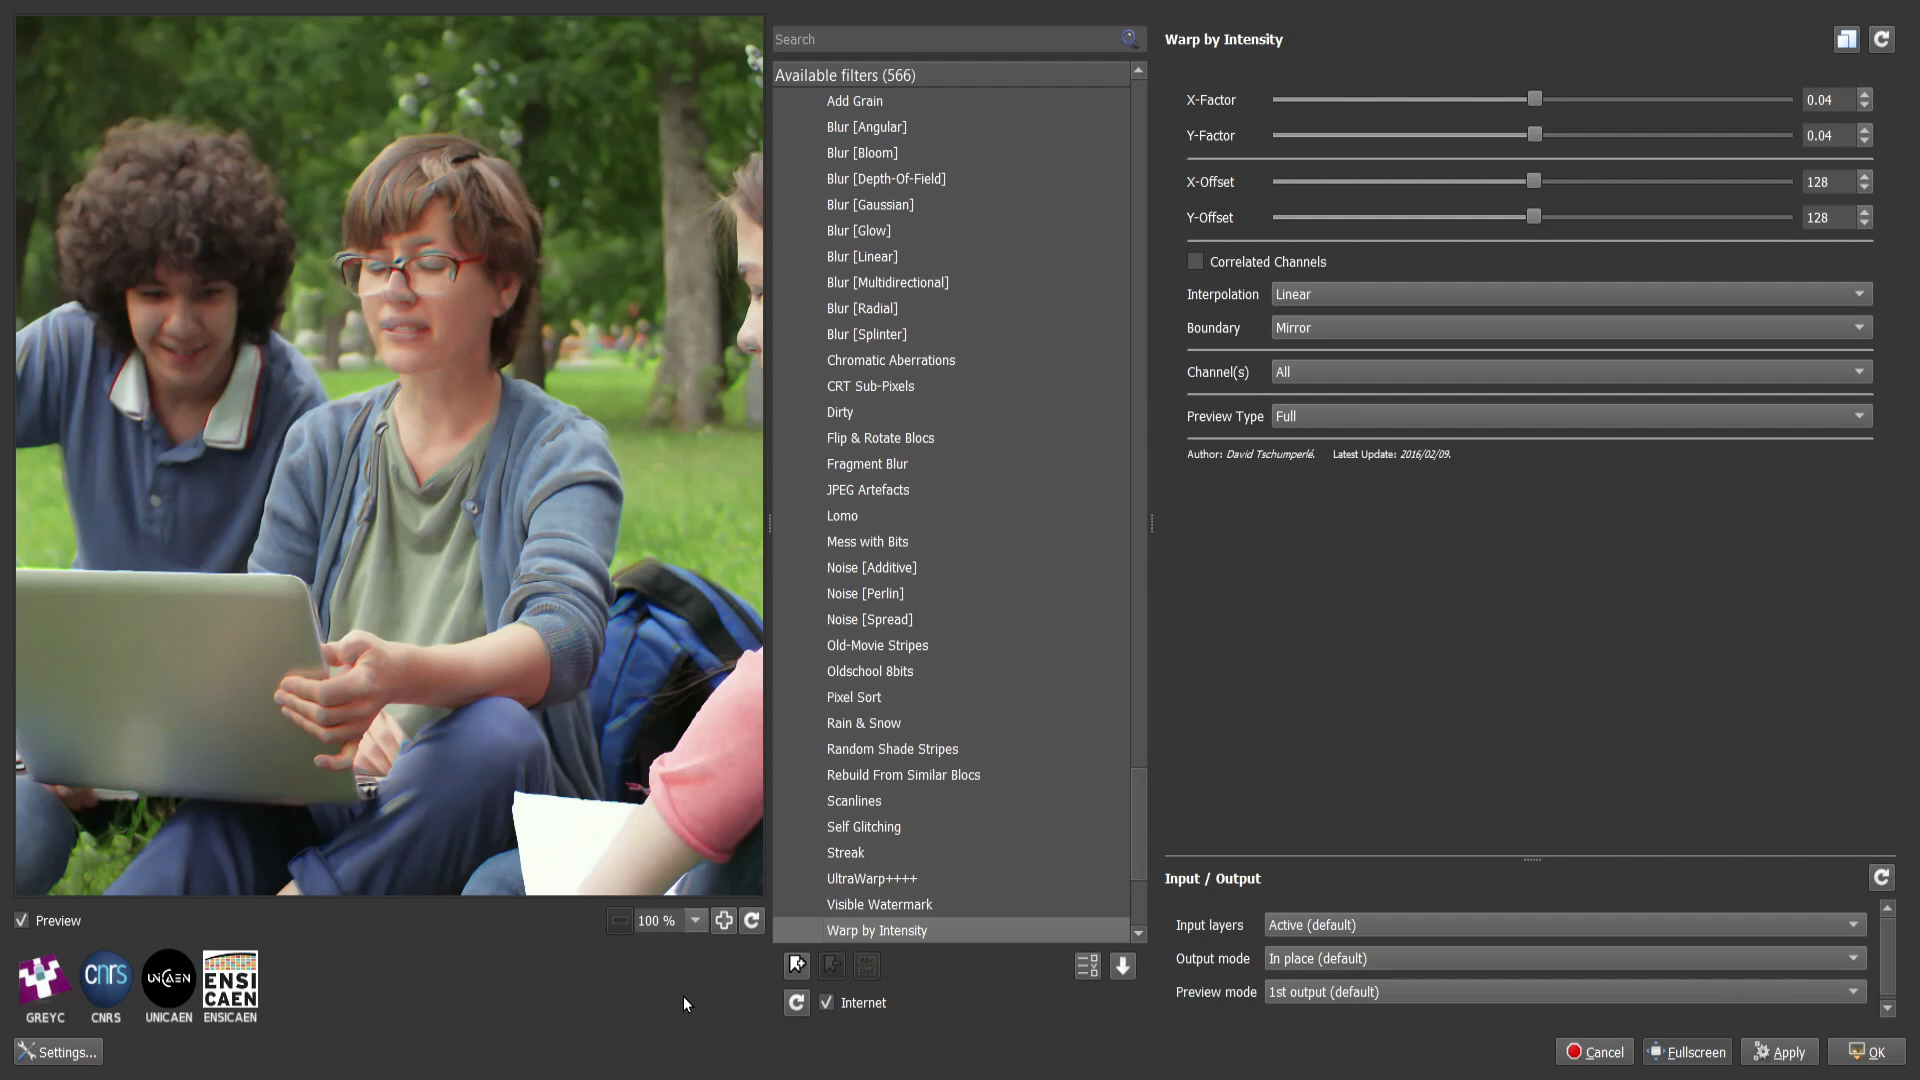 Search
Available filters (566)
Add Grain
Blur [Angular]
Blur [Bloom]
Blur [Depth-Of-Field]
Blur [Gaussian]
Blur [Glow]
Blur [Linear]
Blur [Multidirectional]
Blur [Radial]
Blur [Splinter]
Chromatic Aberrations
CRT Sub-Pixels
Dirty
Flip & Rotate Blocs
Fragment Blur
JPEG Artefacts
Lomo
Mess with Bits
Noise [Additive]
Noise [Perlin]
Noise [Spread]
Old-Movie Stripes
Oldschool 8bits
Pixel Sort
Rain & Snow
Random Shade Stripes
Rebuild From Similar Blocs
Scanlines
Self Glitching
Streak
UltraWarp++++
Visible Watermark
Warp by Intensity
Internet
Warp by Intensity
X-Factor 0.04
Y-Factor 0.04
X-Offset 128
Y-Offset 128
Correlated Channels
Interpolation Linear
Boundary Mirror
Channel(s) All
Preview Type Full
Author: David Tschumperlé. Latest Update: 2016/02/09.
Input / Output
Input layers Active (default)
Output mode In place (default)
Preview mode 1st output (default)
Preview
100 %
cnrs
UNICAEN
ENSI
CAEN
GREYC CNRS UNICAEN ENSICAEN
Settings...
Cancel Fullscreen Apply OK